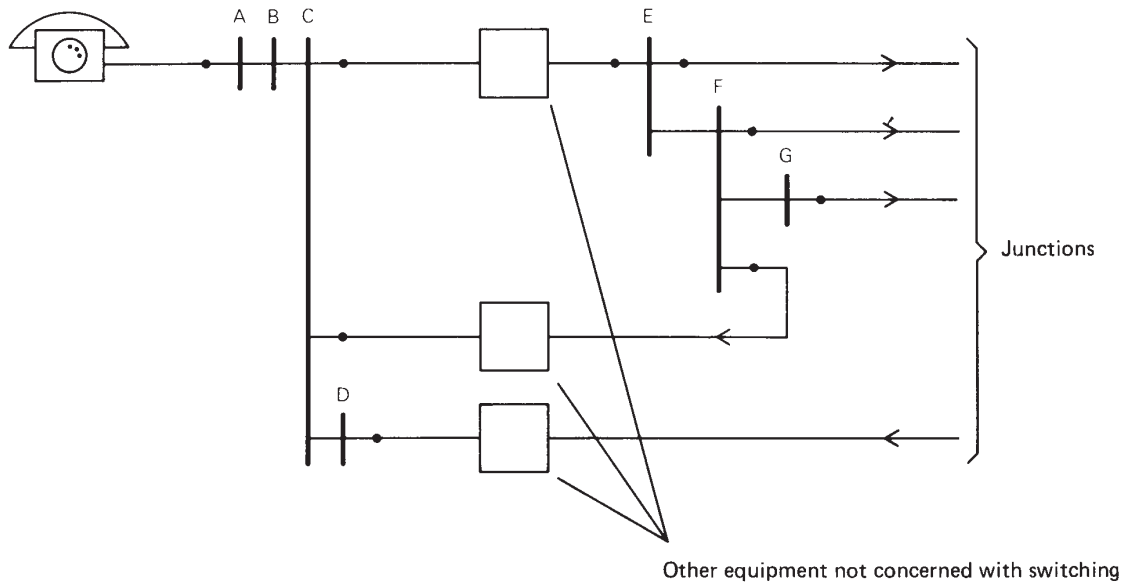 A B C E
F
G
Junctions
D
Other equipment not concerned with switching